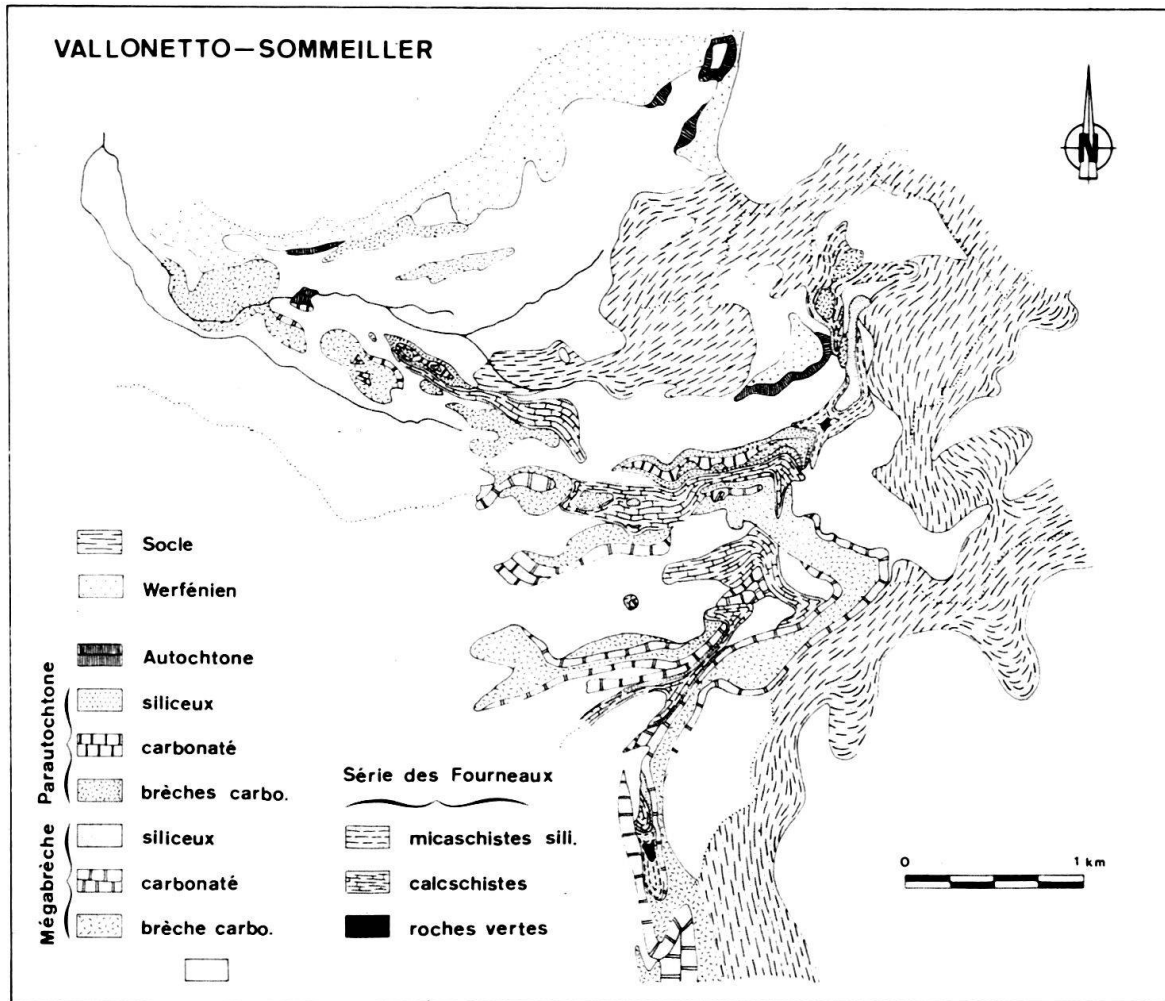 VALLONETTO—SOMMEILLER
N
Socle
Werfénien
Autochtone
Parautochtone
siliceux
carbonaté
brèches carbo.
Mégabrèche
siliceux
carbonaté
brèche carbo.
Série des Fourneaux
micaschistes sili.
calcschistes
roches vertes
0 1 km